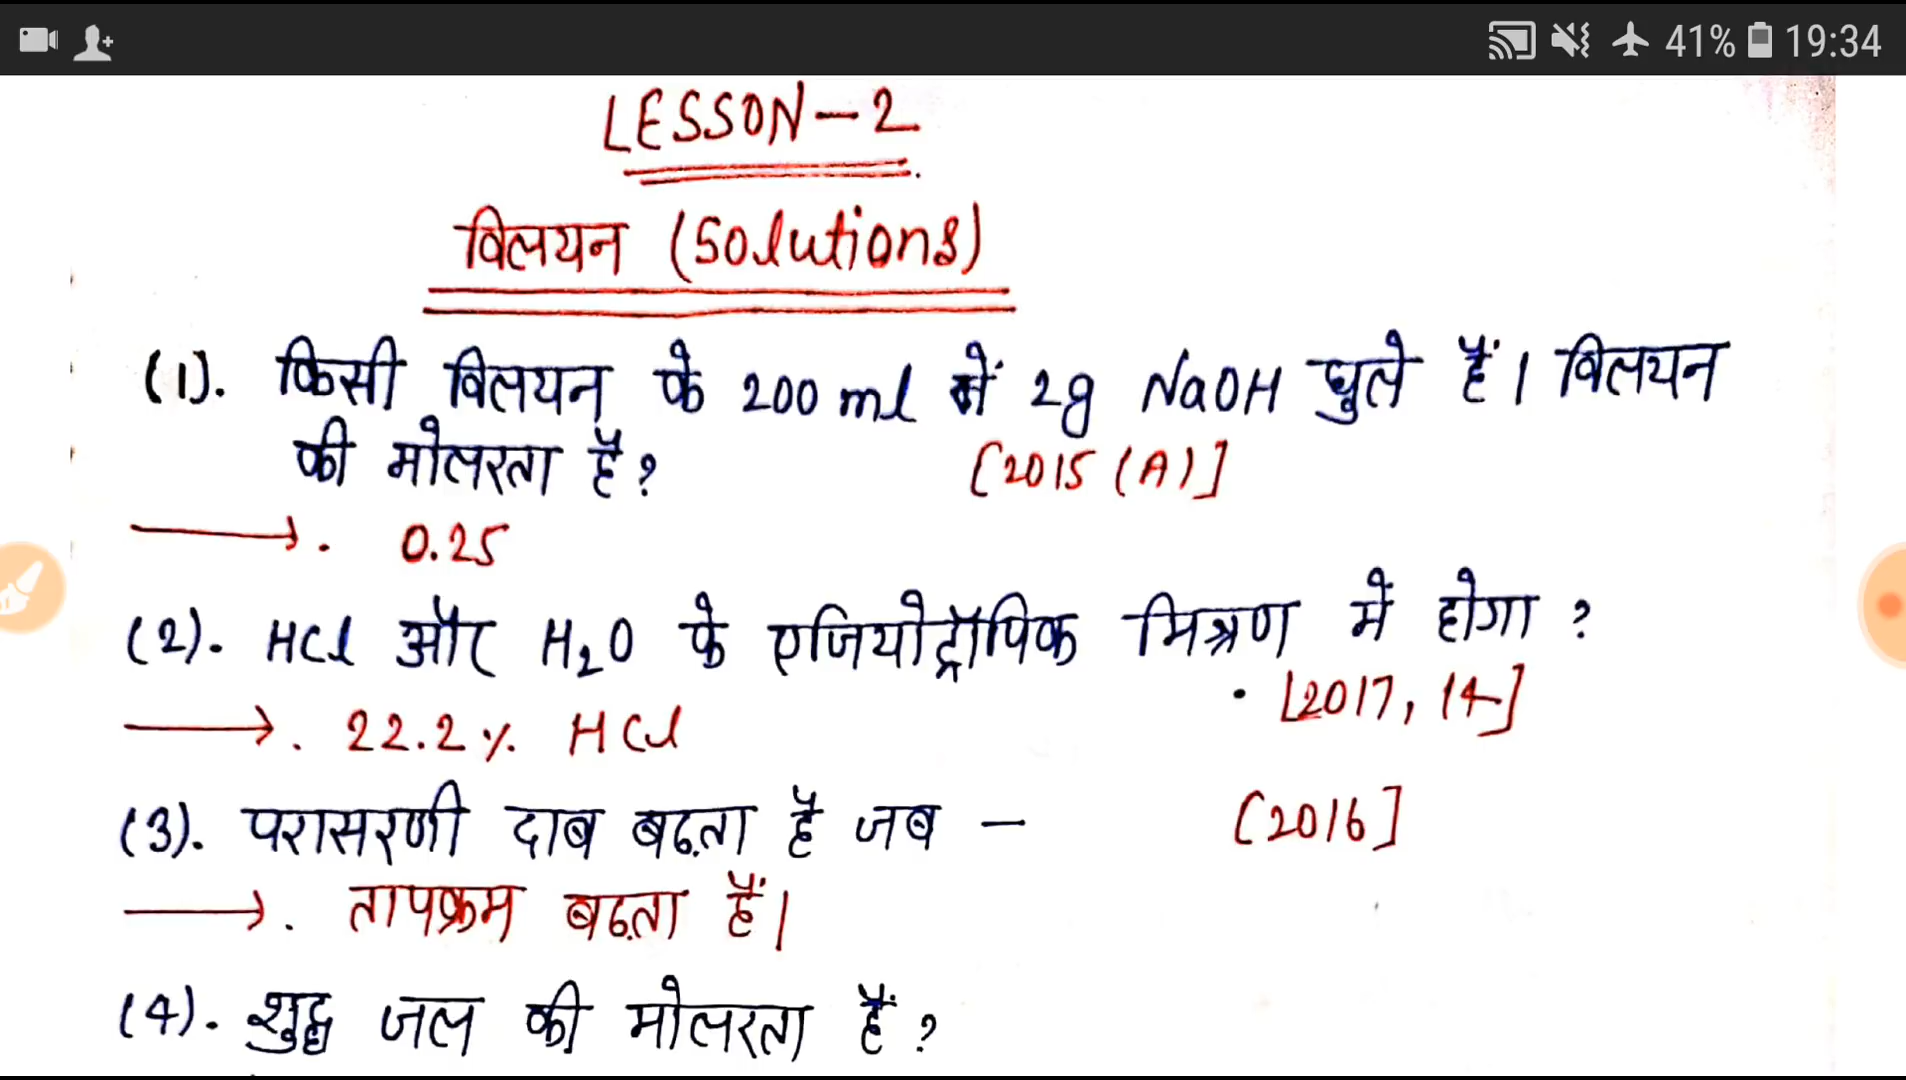 41% 19:34
LESSON-2
विलयन (Solutions)
(1). किसी विलयन के 200 ml में 2g NaOH घुले हैं। विलयन
की मोलरता है? [2015 (A)]
→. 0.25
(2). HCl और H₂O के एजियोट्रॉपिक मिश्रण में होगा?
. [2017, 14]
→. 22.2% HCl
(3). परासरणी दाब बढ़ता है जब - [2016]
→. तापक्रम बढ़ता हैं।
(4). शुद्ध जल की मोलरता हैं?